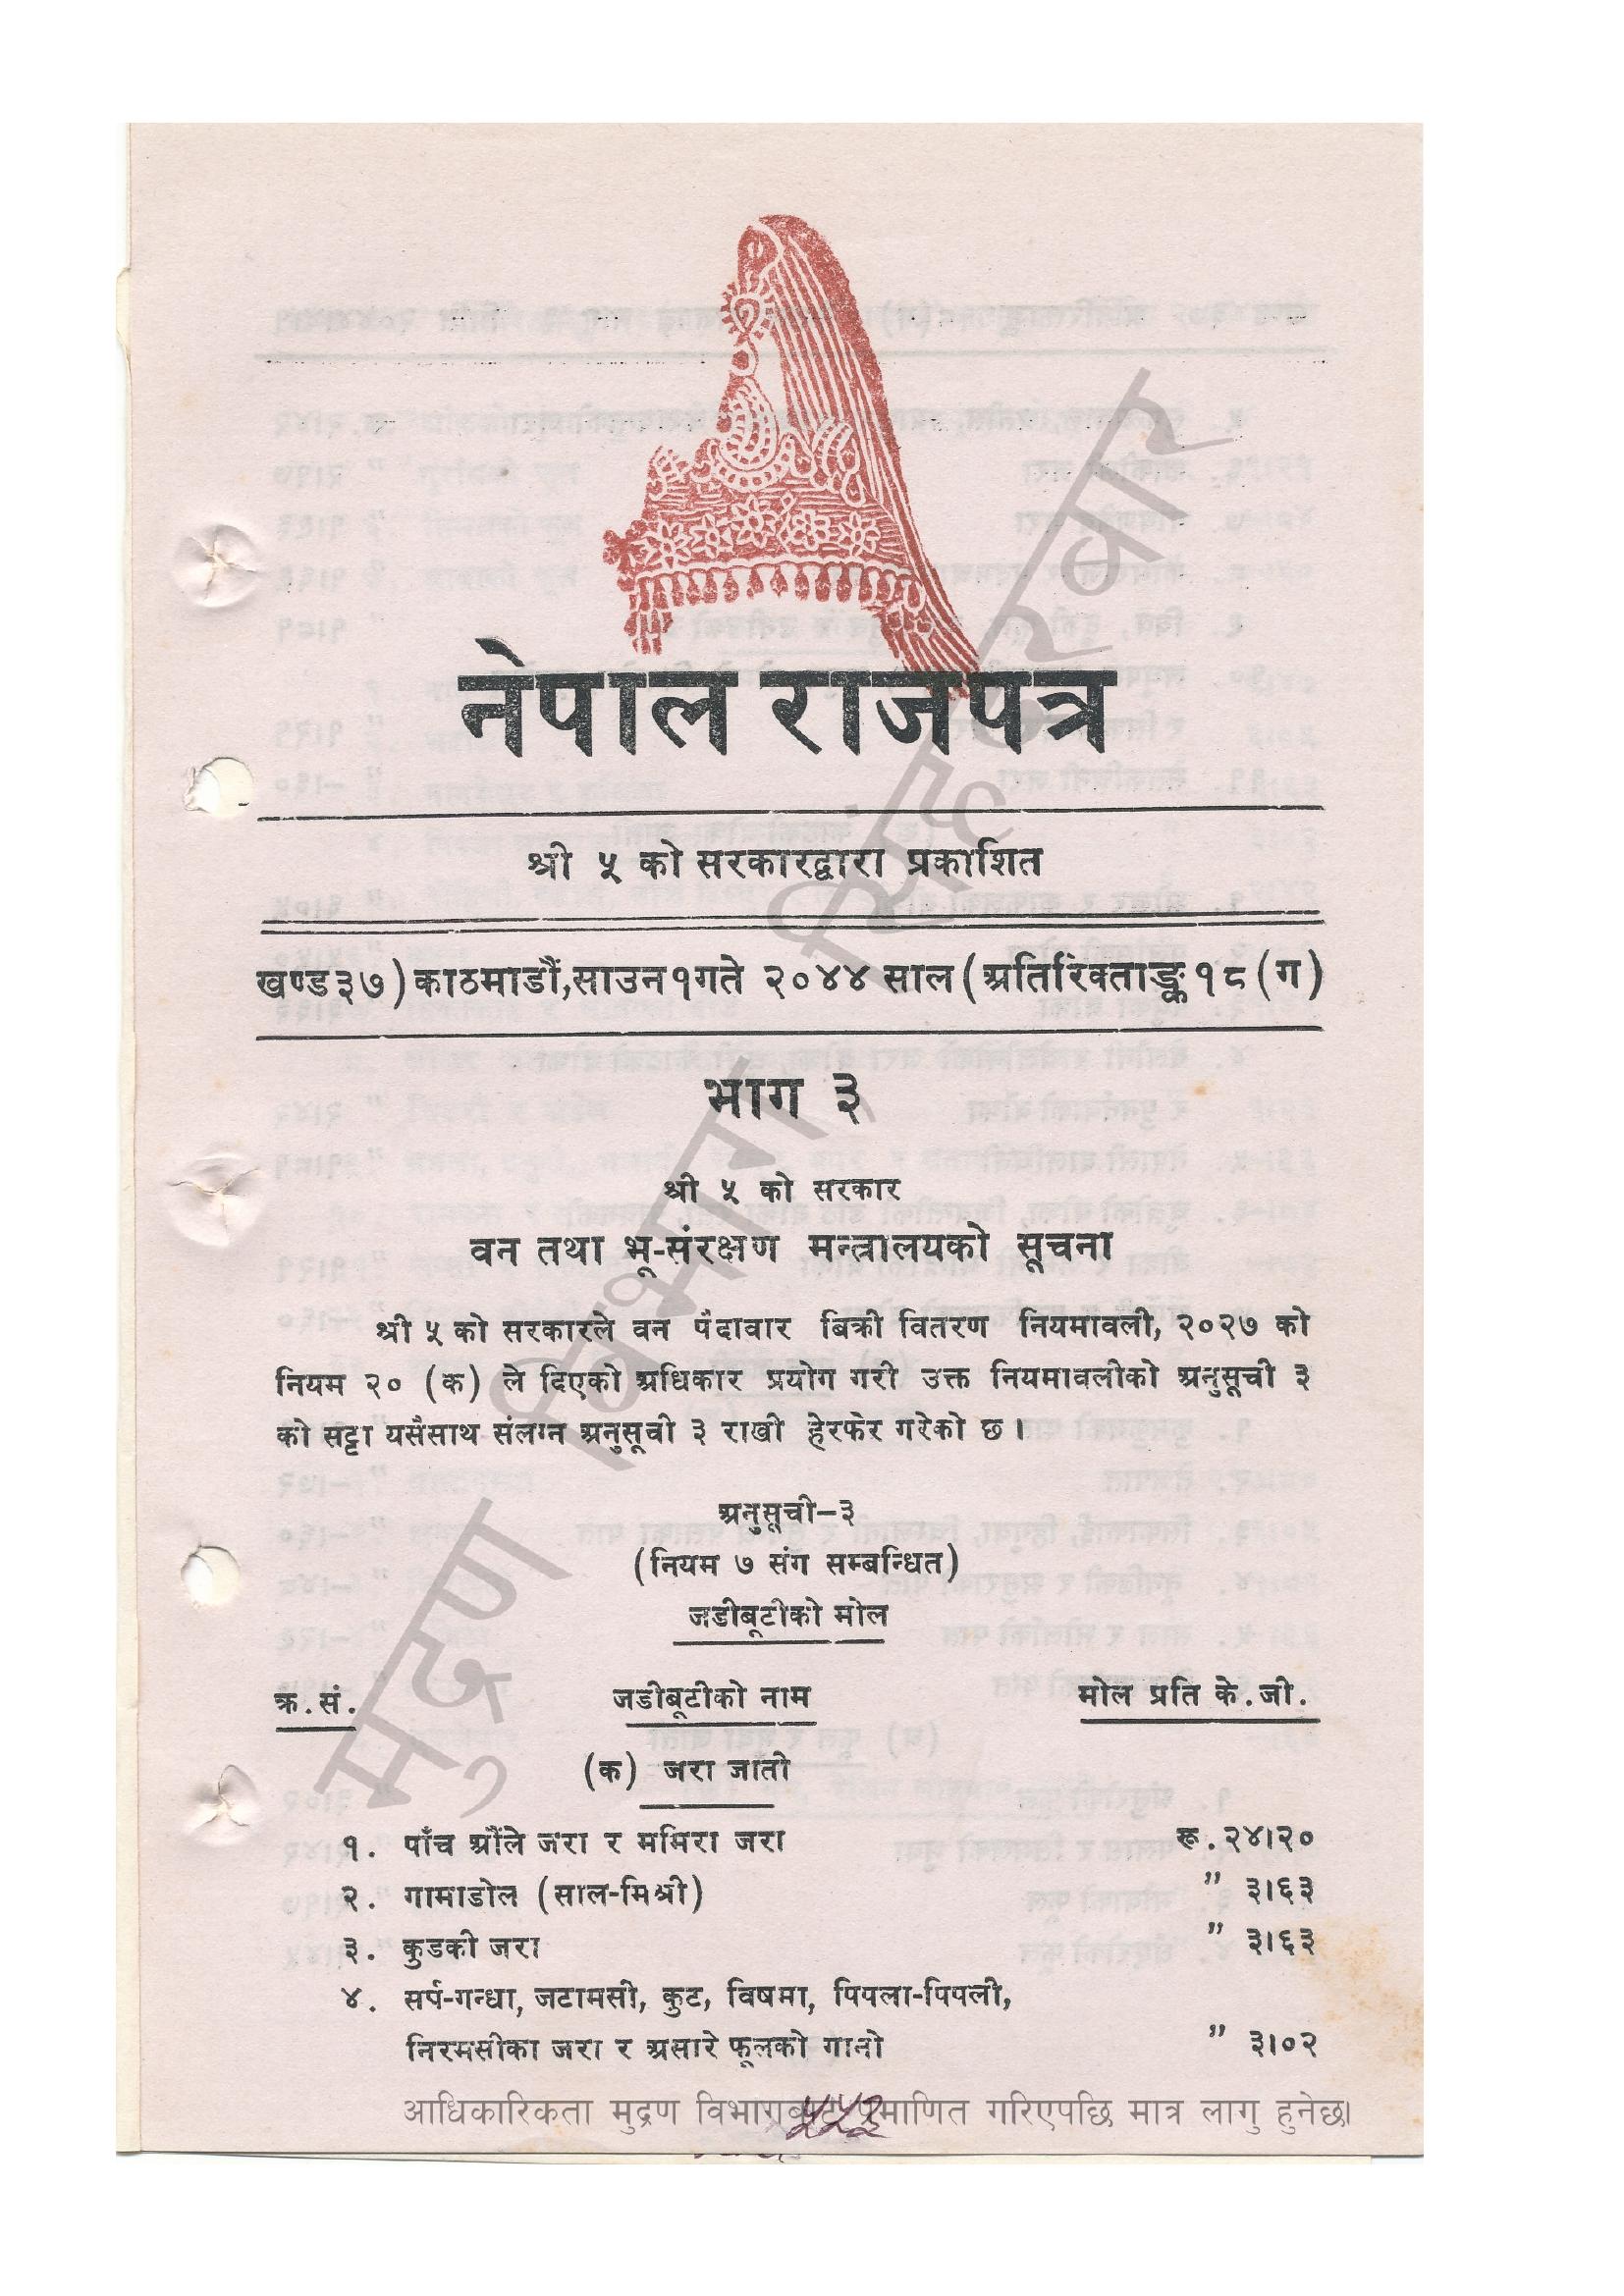 नेपाल राजपत्र
श्री ५ को सरकारद्वारा प्रकाशित
खण्ड ३७) काठमाडौं, साउन १ गते २०४४ साल (अतिरिक्ताङ्क १८ (ग)
भाग ३
श्री ५ को सरकार
वन तथा भू-संरक्षण मन्त्रालयको सूचना
श्री ५ को सरकारले वन पैदावार बिक्री वितरण नियमावली, २०२७ को
नियम २० (क) ले दिएको अधिकार प्रयोग गरी उक्त नियमावलीको अनुसूची ३
को सट्टा यसैसाथ संलग्न अनुसूची ३ राखी हेरफेर गरेको छ ।
अनुसूची–३
(नियम ७ संग सम्बन्धित)
जडीबूटीको मोल
क्र.सं. जडीबूटीको नाम मोल प्रति के.जी.
(क) जरा जाती
१. पाँच औंले जरा र ममिरा जरा रू. २४।२०
२. गामाडोल (साल-मिश्री) " ३।६३
३. कुडकी जरा " ३।६३
४. सर्प-गन्धा, जटामसी, कुट, विषमा, पिपला-पिपली,
निरमसीका जरा र असारे फूलको गानो " ३।०२
५५२
आधिकारिकता मुद्रण विभागबाट प्रमाणित गरिएपछि मात्र लागु हुनेछ।
मुद्रण विभाग, सिंहदरबार